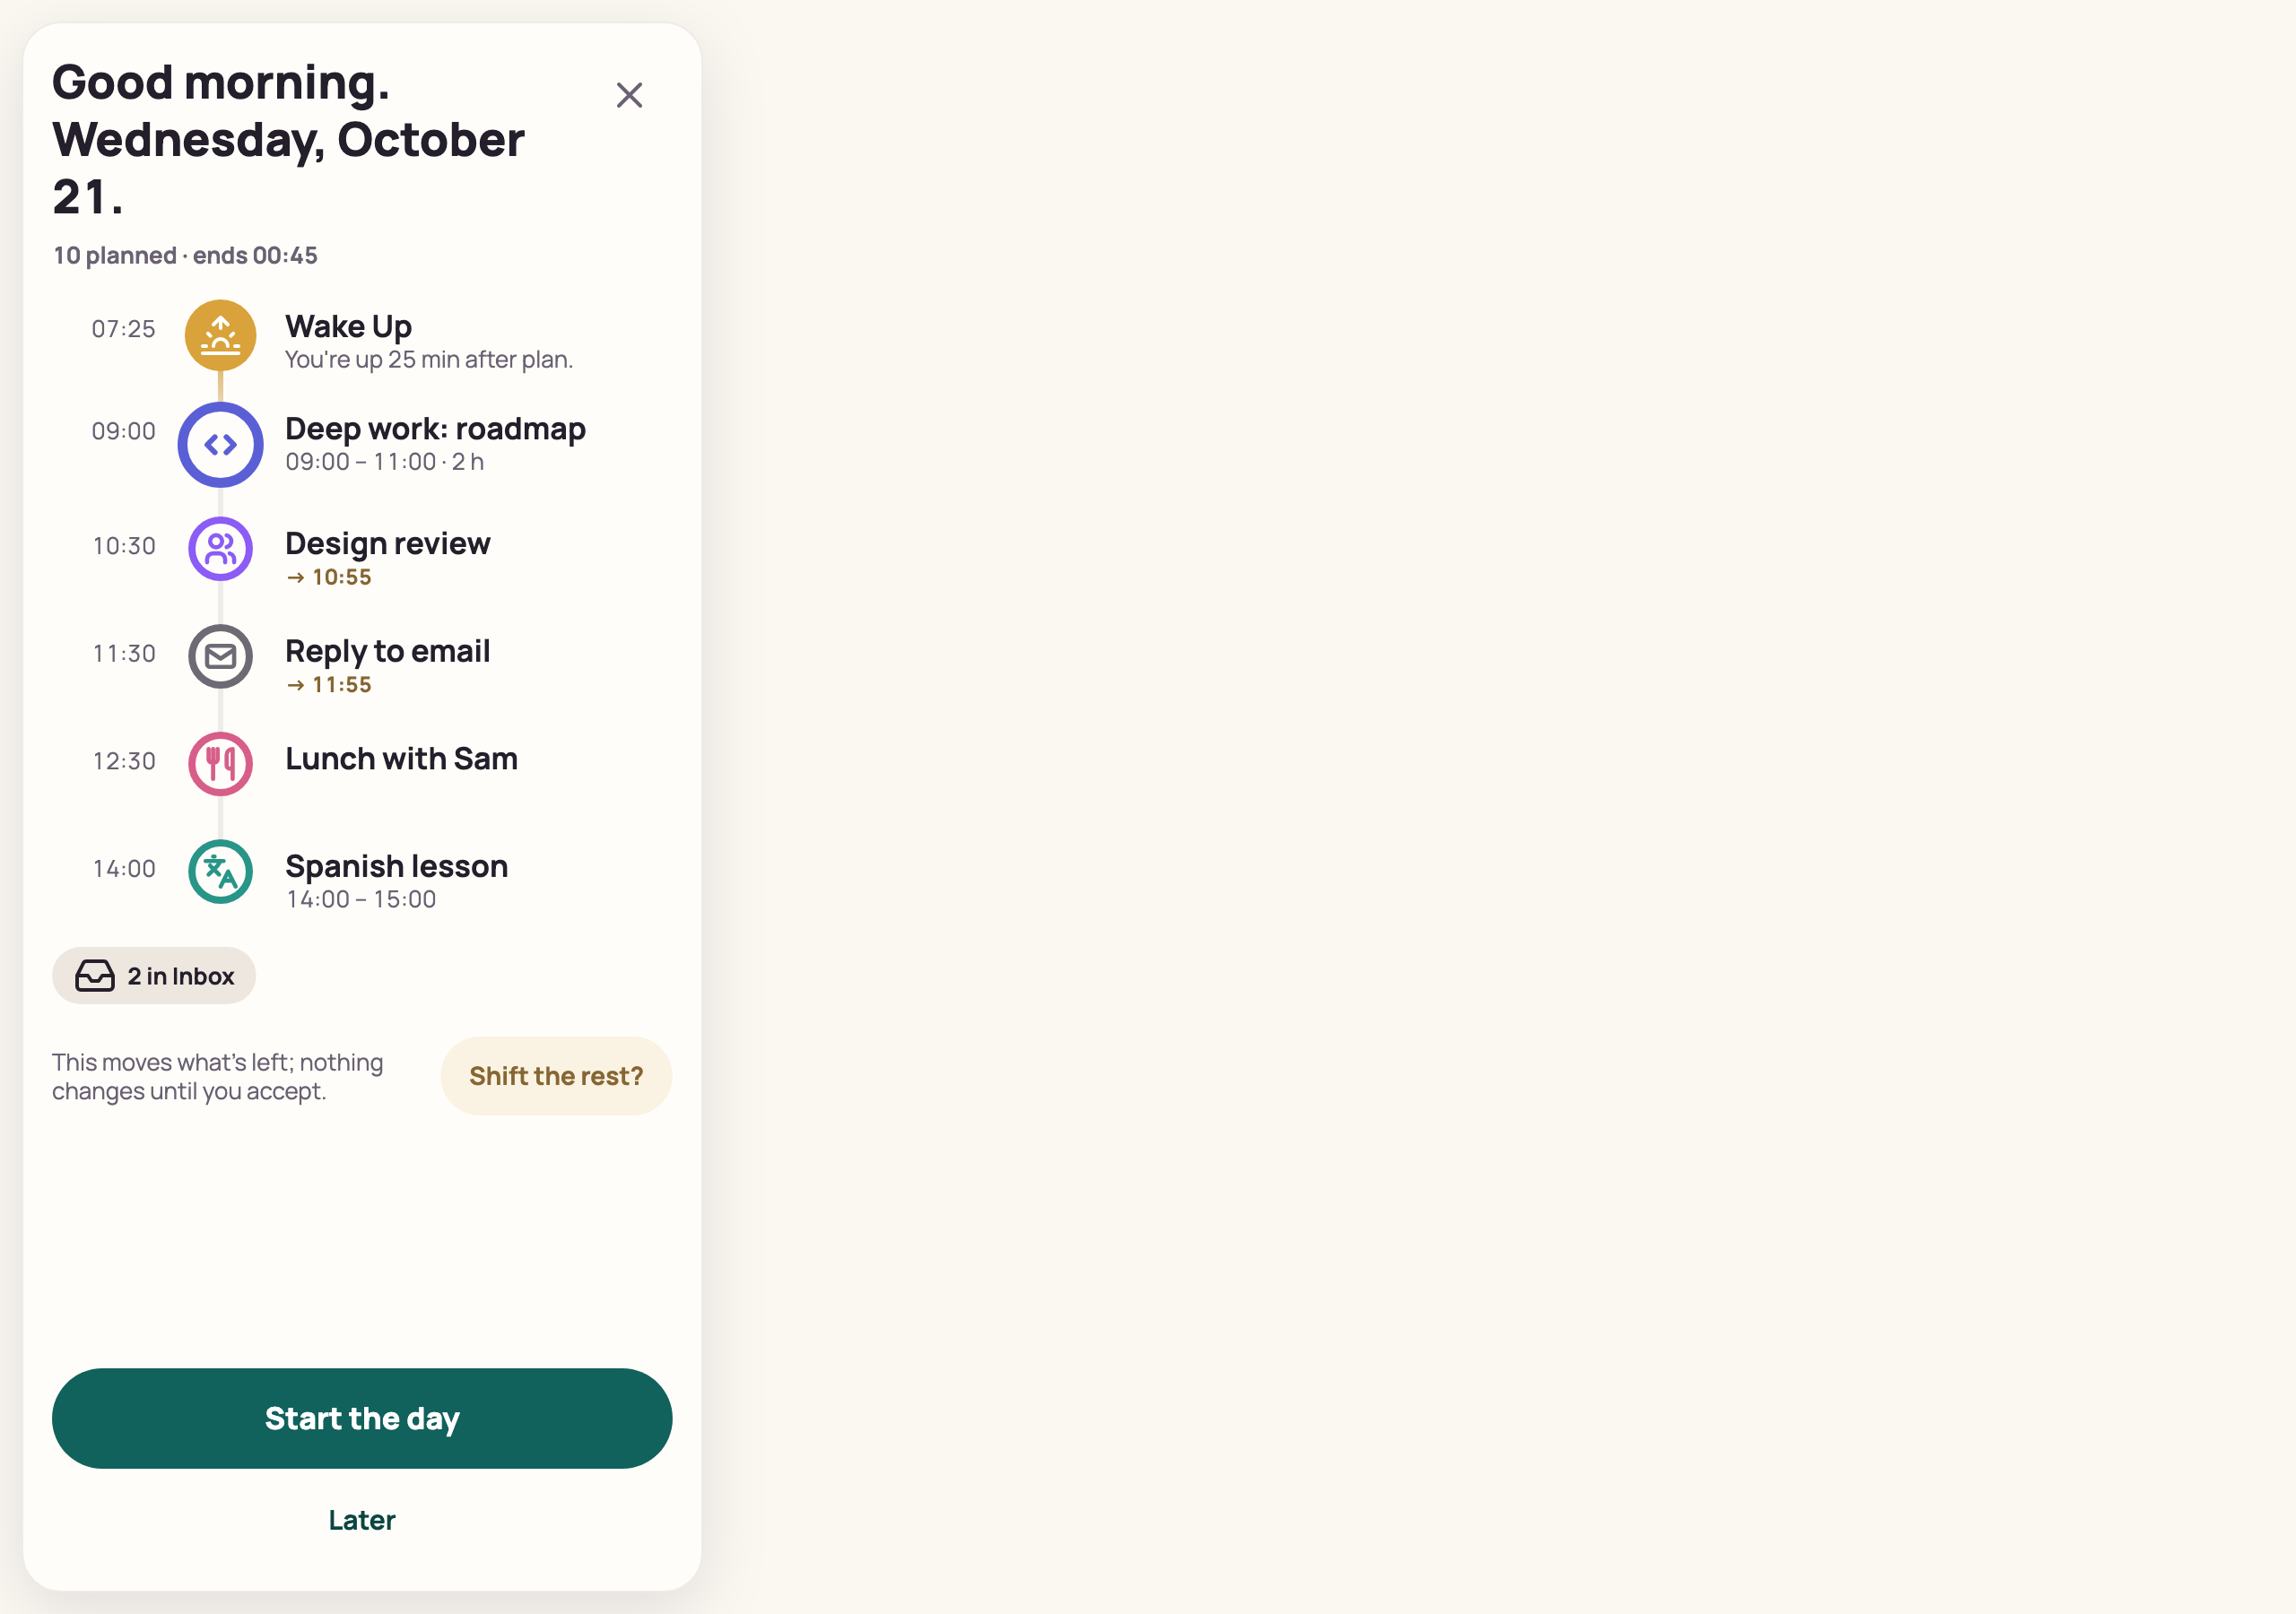 Good morning.
Wednesday, October
21.
10 planned · ends 00:45
07:25
Wake Up
You're up 25 min after plan.
09:00
Deep work: roadmap
09:00 – 11:00 · 2 h
10:30
Design review
→ 10:55
11:30
Reply to email
→ 11:55
12:30
Lunch with Sam
14:00
Spanish lesson
14:00 – 15:00
2 in Inbox
This moves what’s left; nothing
changes until you accept.
Shift the rest?
Start the day
Later